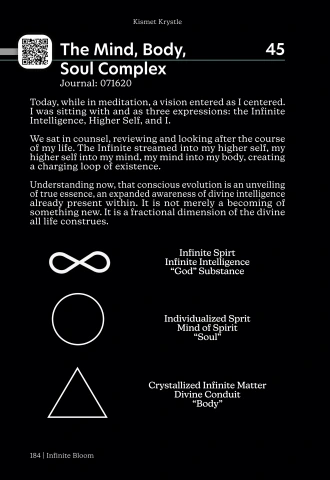 Kismet Krystle
The Mind, Body, 45
Soul Complex
Journal: 071620
Today, while in meditation, a vision entered as I centered.
I was sitting with and as three expressions: the Infinite
Intelligence, Higher Self, and I.
We sat in counsel, reviewing and looking after the course
of my life. The Infinite streamed into my higher self, my
higher self into my mind, my mind into my body, creating
a charging loop of existence.
Understanding now, that conscious evolution is an unveiling
of true essence, an expanded awareness of divine intelligence
already present within. It is not merely a becoming of
something new. It is a fractional dimension of the divine
all life construes.
Infinite Spirt
Infinite Intelligence
“God” Substance
Individualized Sprit
Mind of Spirit
“Soul”
Crystallized Infinite Matter
Divine Conduit
“Body”
184 | Infinite Bloom